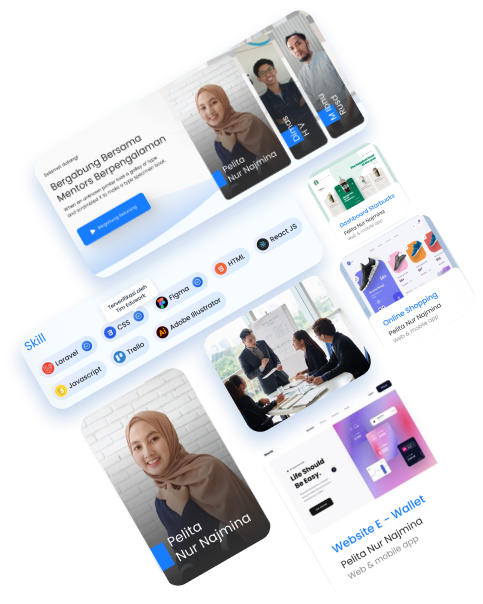 Selamat datang!
Bergabung Bersama
Mentors Berpengalaman
When an unknown printer took a galley of type
and scrambled it to make a type specimen book.
Bergabung Sekarang
Pelita
Nur Najmina
Dimas
H V
M Ibnu
Rusd
Skill
Terverifikasi oleh
Tim Eduwork
Laravel
CSS
Figma
HTML
React JS
Javascript
Trello
Adobe Illustrator
Dashboard Starbucks
Pelita Nur Najmina
Web & mobile app
Online Shopping
Pelita Nur Najmina
Web & mobile app
Pelita
Nur Najmina
Life Should
Be Easy.
Website E - Wallet
Pelita Nur Najmina
Web & mobile app